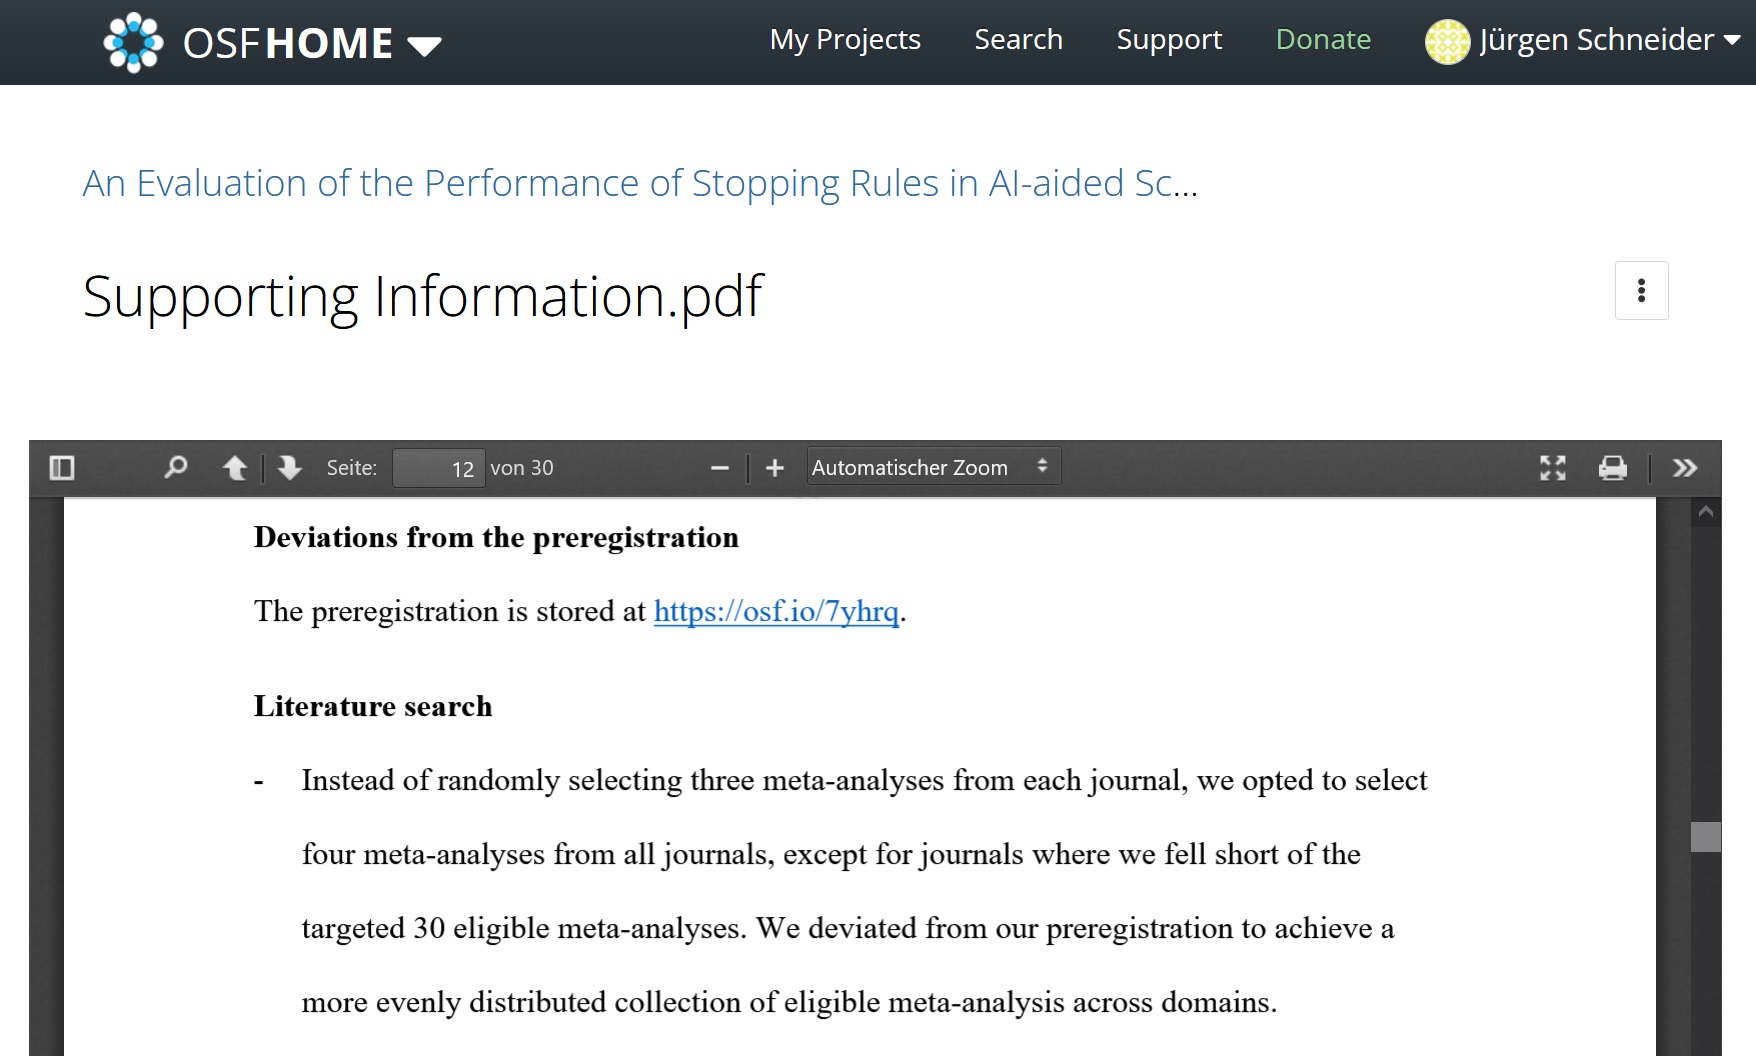 OSFHOME My Projects Search Support Donate Jürgen Schneider
An Evaluation of the Performance of Stopping Rules in AI-aided Sc...
Supporting Information.pdf
Seite: 12 von 30 Automatischer Zoom
Deviations from the preregistration
The preregistration is stored at https://osf.io/7yhrq.
Literature search
- Instead of randomly selecting three meta-analyses from each journal, we opted to select
four meta-analyses from all journals, except for journals where we fell short of the
targeted 30 eligible meta-analyses. We deviated from our preregistration to achieve a
more evenly distributed collection of eligible meta-analysis across domains.